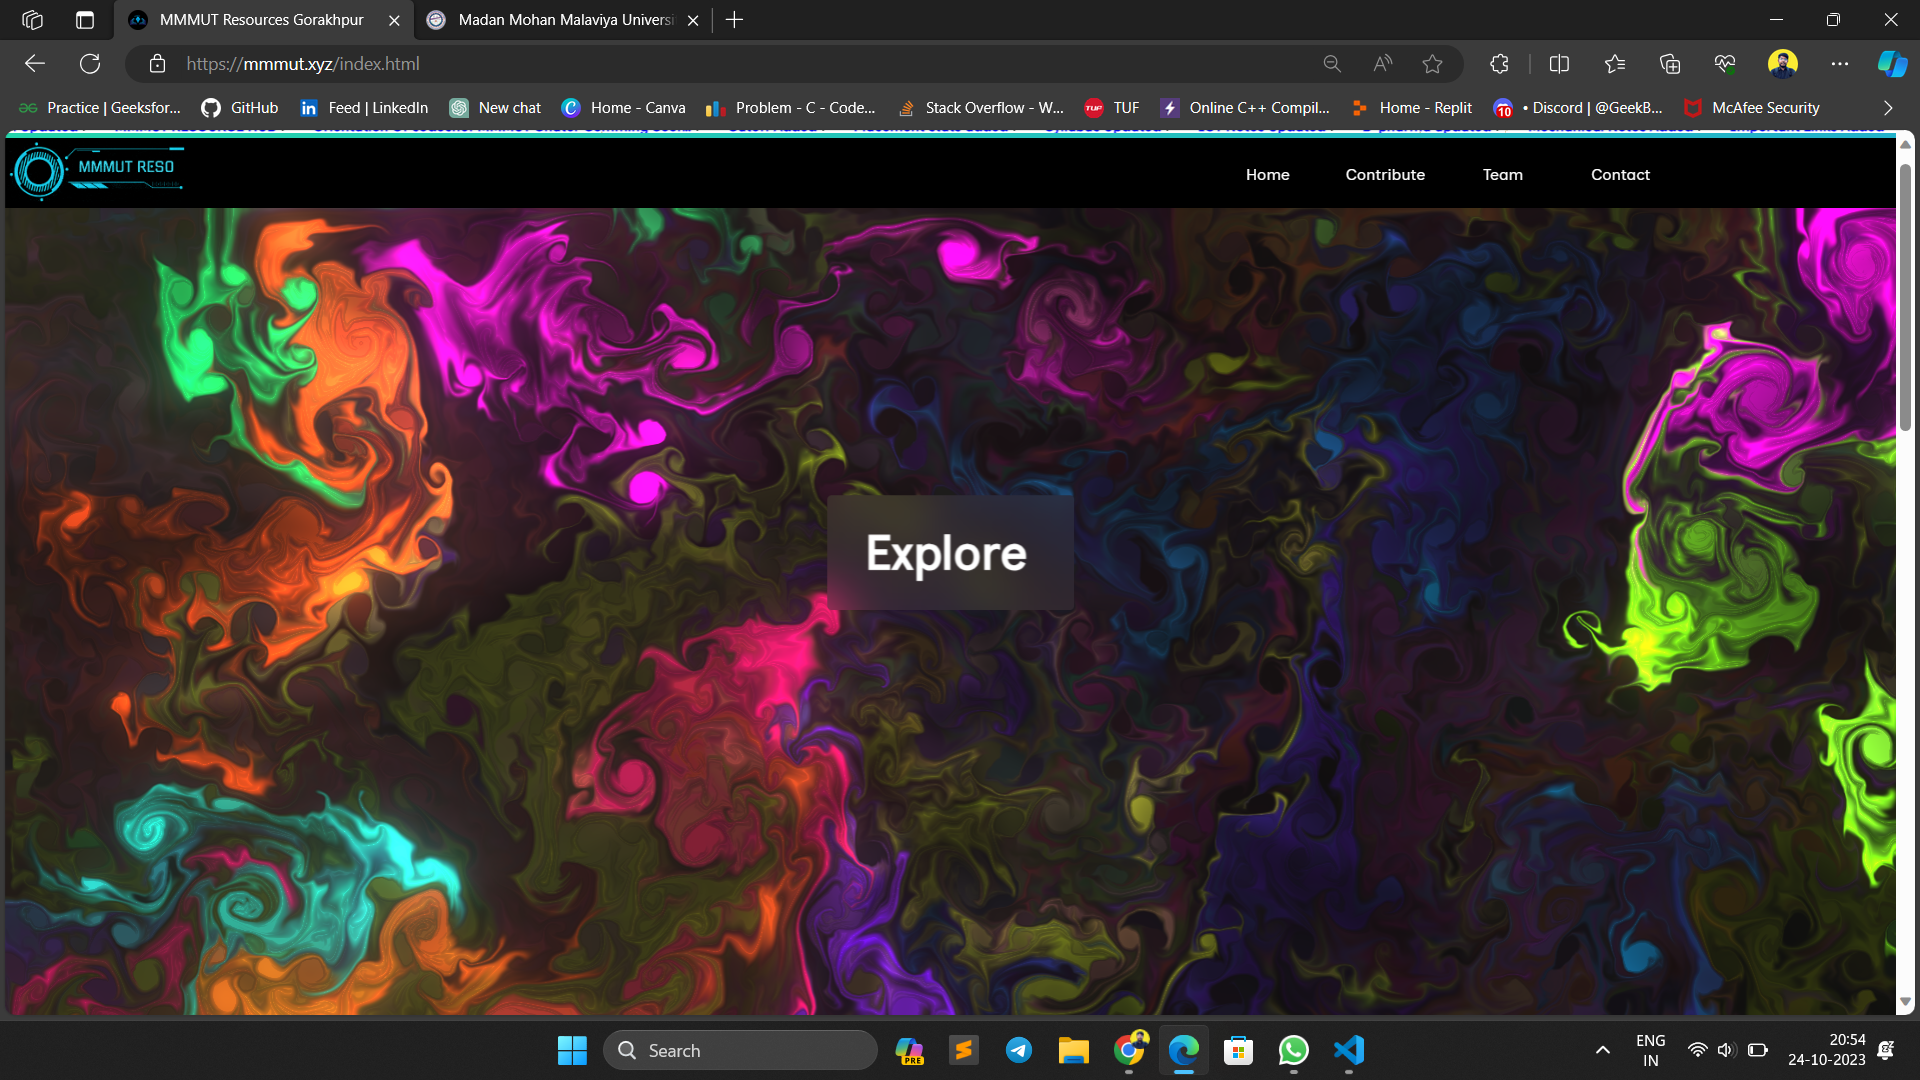 MMMUT Resources Gorakhpur
Madan Mohan Malaviya Universi
https://mmmut.xyz/index.html
Practice | Geeksfor...
GitHub
Feed | LinkedIn
New chat
Home - Canva
Problem - C - Code...
Stack Overflow - W...
TUF
TUF
Online C++ Compil...
Home - Replit
10
• Discord | @GeekB...
McAfee Security
MMMUT RESO
Home
Contribute
Team
Contact
Explore
Search
PRE
ENG
IN
20:54
24-10-2023